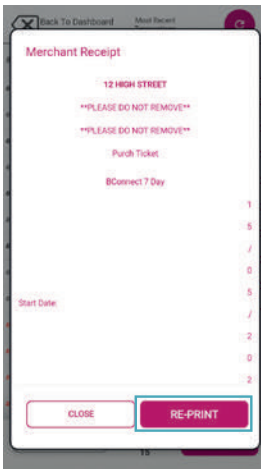 Back To Dashboard
Most Recent
Merchant Receipt
12 HIGH STREET
**PLEASE DO NOT REMOVE**
**PLEASE DO NOT REMOVE**
Purch Ticket
BConnect 7 Day
Start Date:
1
5
/
0
5
/
2
0
2
CLOSE
RE-PRINT
15